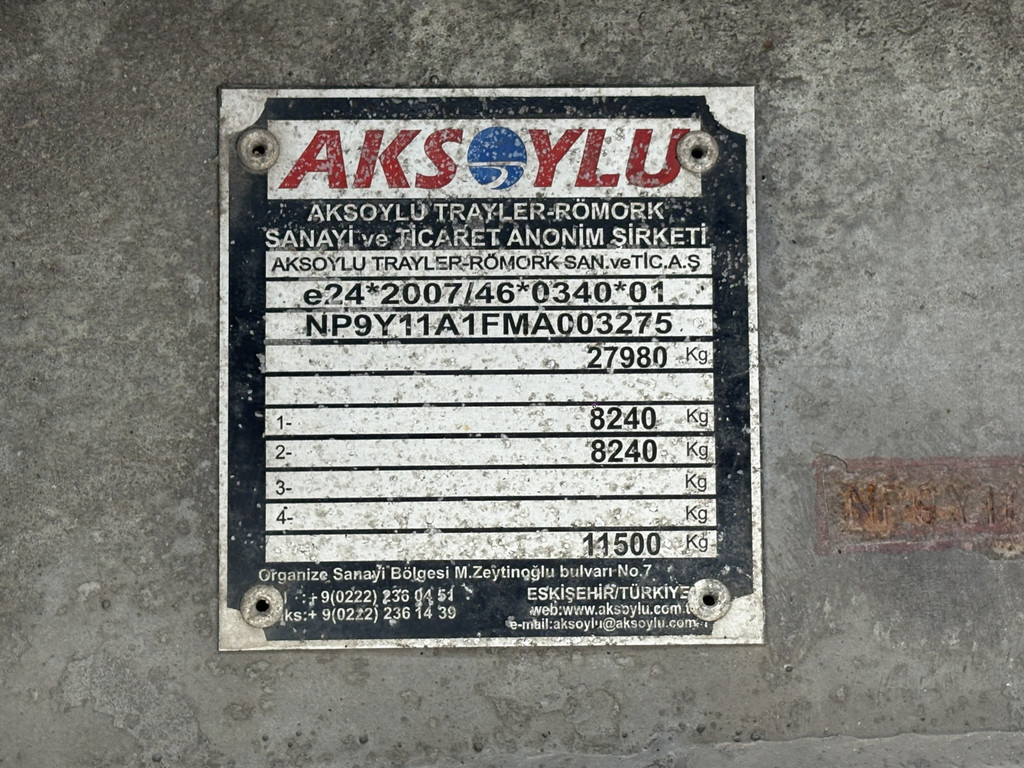 AKSOYLU
AKSOYLU TRAYLER-RÖMORK
SANAYİ ve TİCARET ANONİM ŞİRKETİ
AKSOYLU TRAYLER-RÖMORK SAN.veTİC.A.Ş
e24*2007/46*0340*01
NP9Y11A1FMA003275
27980 Kg
1- 8240 Kg
2- 8240 Kg
3- Kg
4- Kg
11500 Kg
Organize Sanayi Bölgesi M.Zeytinoğlu bulvarı No.7
:+ 9(0222) 236 04 51 ESKİŞEHİR/TÜRKİYE
ks:+ 9(0222) 236 14 39 web:www.aksoylu.com.t
e-mail:aksoylu@aksoylu.com
NP9Y11